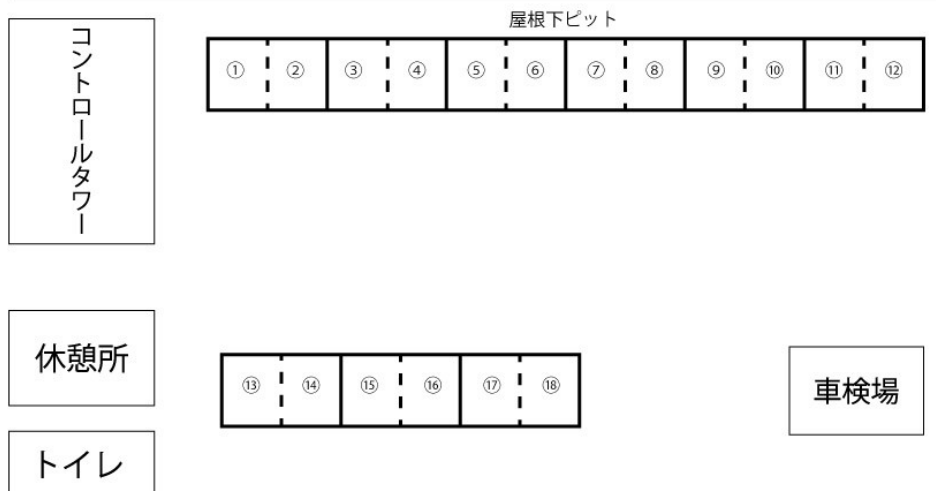 屋根下ピット
コントロールタワー
① ② ③ ④ ⑤ ⑥ ⑦ ⑧ ⑨ ⑩ ⑪ ⑫
休憩所
⑬ ⑭ ⑮ ⑯ ⑰ ⑱
車検場
トイレ